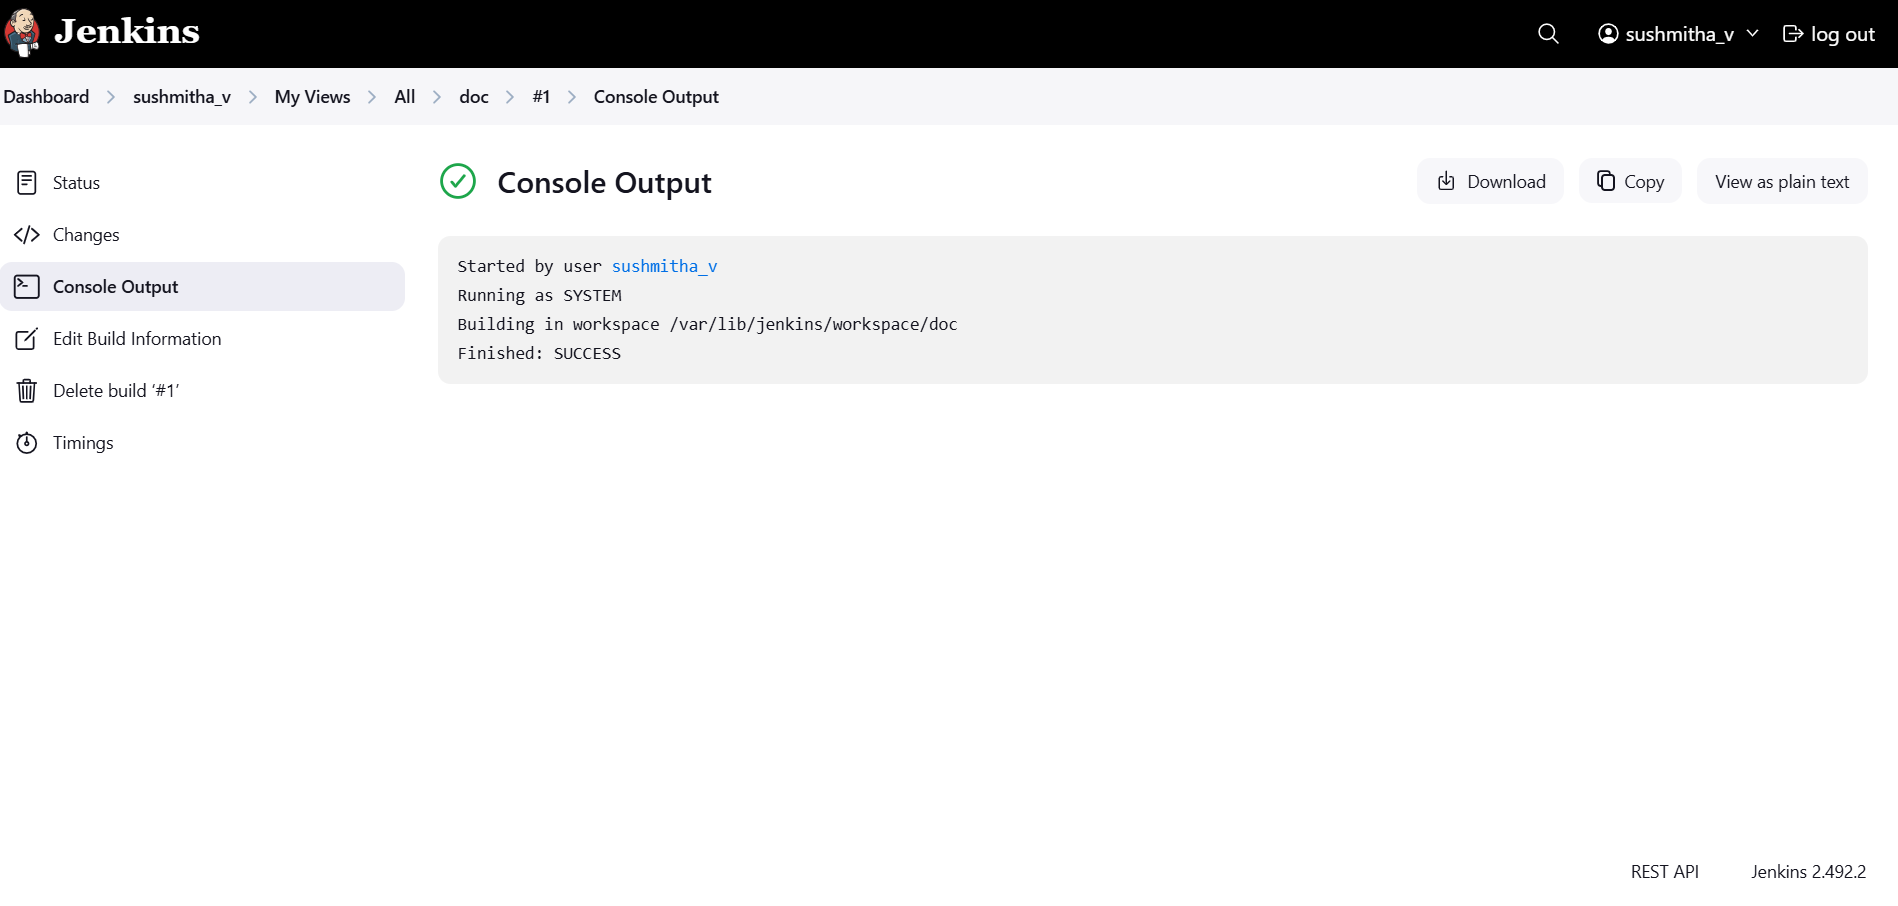 Jenkins
sushmitha_v
log out
Dashboard > sushmitha_v > My Views > All > doc > #1 > Console Output
Status
Changes
Console Output
Edit Build Information
Delete build ‘#1’
Timings
Console Output
Download
Copy
View as plain text
Started by user sushmitha_v
Running as SYSTEM
Building in workspace /var/lib/jenkins/workspace/doc
Finished: SUCCESS
REST API
Jenkins 2.492.2